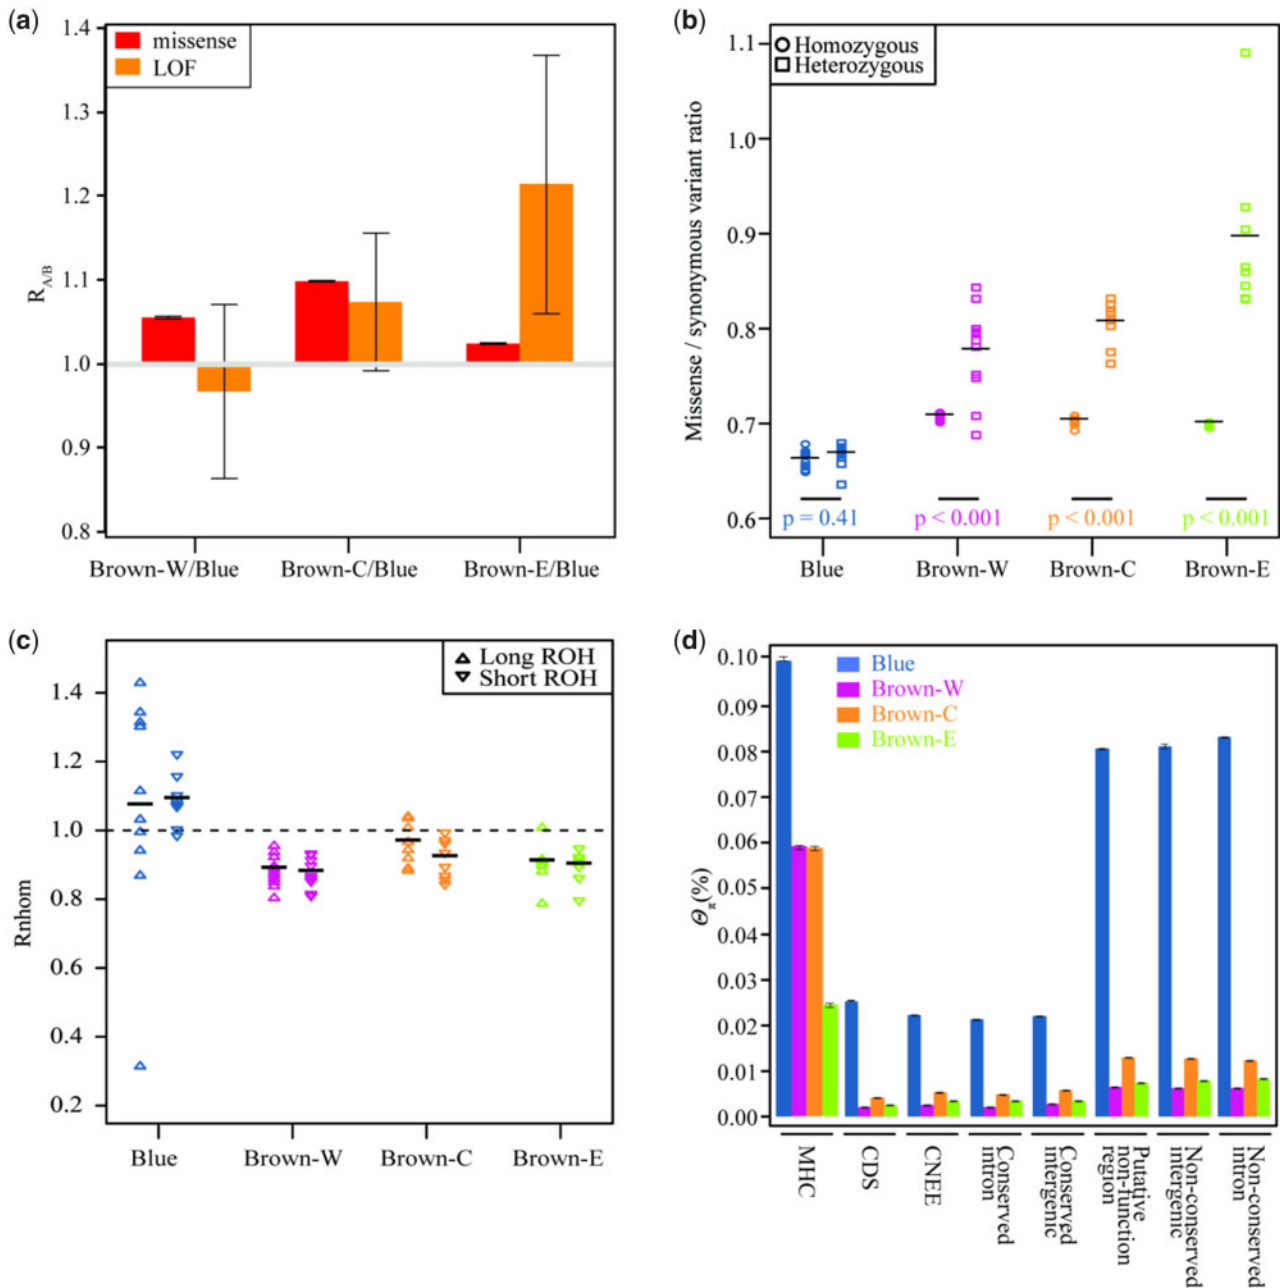 (a)
missense
LOF
1.4
1.3
1.2
1.1
1.0
0.9
0.8
R A/B
Brown-W/Blue Brown-C/Blue Brown-E/Blue
(b)
Homozygous
Heterozygous
1.1
1.0
0.9
0.8
0.7
0.6
Missense / synonymous variant ratio
p = 0.41 p < 0.001 p < 0.001 p < 0.001
Blue Brown-W Brown-C Brown-E
(c)
Long ROH
Short ROH
1.4
1.2
1.0
0.8
0.6
0.4
0.2
Rnhom
Blue Brown-W Brown-C Brown-E
(d)
Blue
Brown-W
Brown-C
Brown-E
0.10
0.09
0.08
0.07
0.06
0.05
0.04
0.03
0.02
0.01
0.00
Θπ(%)
MHC
CDS
CNEE
Conserved
intron
Conserved
intergenic
Putative
non-function
region
Non-conserved
intergenic
Non-conserved
intron